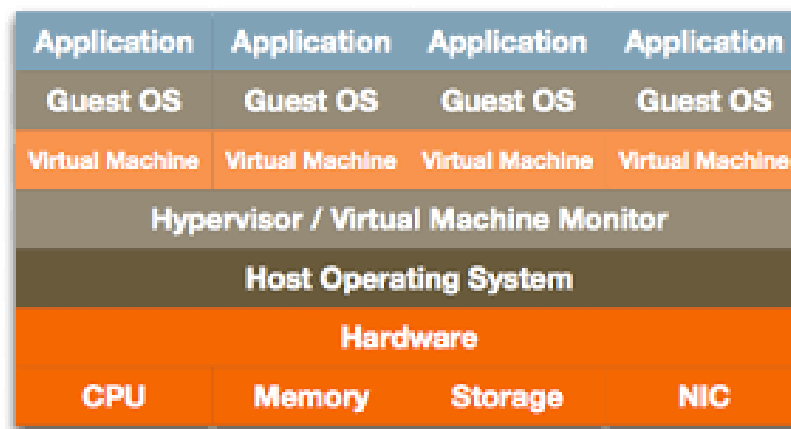 Application Application Application Application
Guest OS Guest OS Guest OS Guest OS
Virtual Machine Virtual Machine Virtual Machine Virtual Machine
Hypervisor / Virtual Machine Monitor
Host Operating System
Hardware
CPU Memory Storage NIC